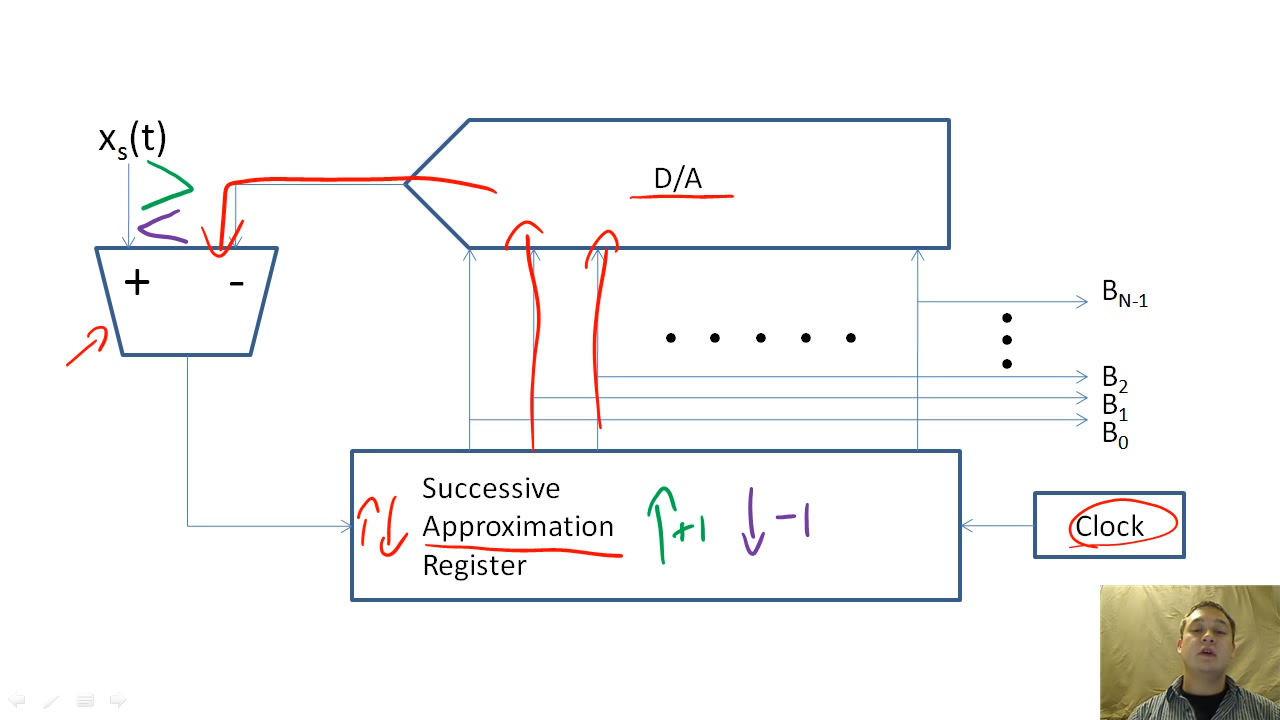 xs(t)
D/A
+ -
BN-1
B2
B1
B0
Successive
Approximation
Register
+1 -1
Clock